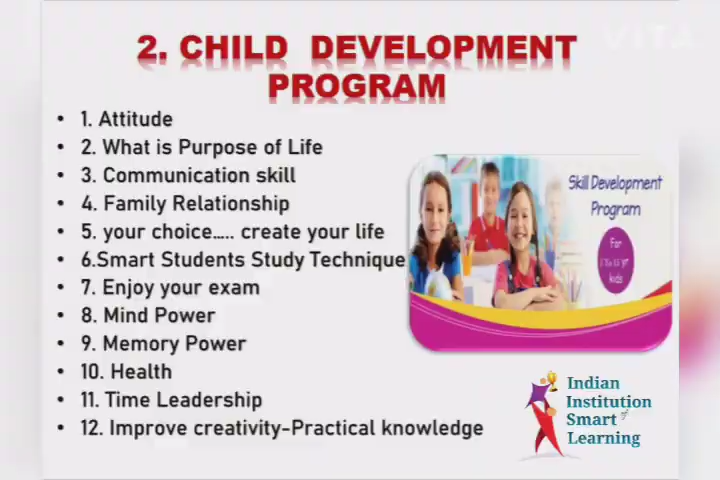 VITA
2. CHILD DEVELOPMENT
PROGRAM
• 1. Attitude
• 2. What is Purpose of Life
• 3. Communication skill
• 4. Family Relationship
• 5. your choice..... create your life
• 6.Smart Students Study Technique
• 7. Enjoy your exam
• 8. Mind Power
• 9. Memory Power
• 10. Health
• 11. Time Leadership
• 12. Improve creativity-Practical knowledge
Skill Development
Program
For
yr
kids
Indian
Institution
Smart
Learning